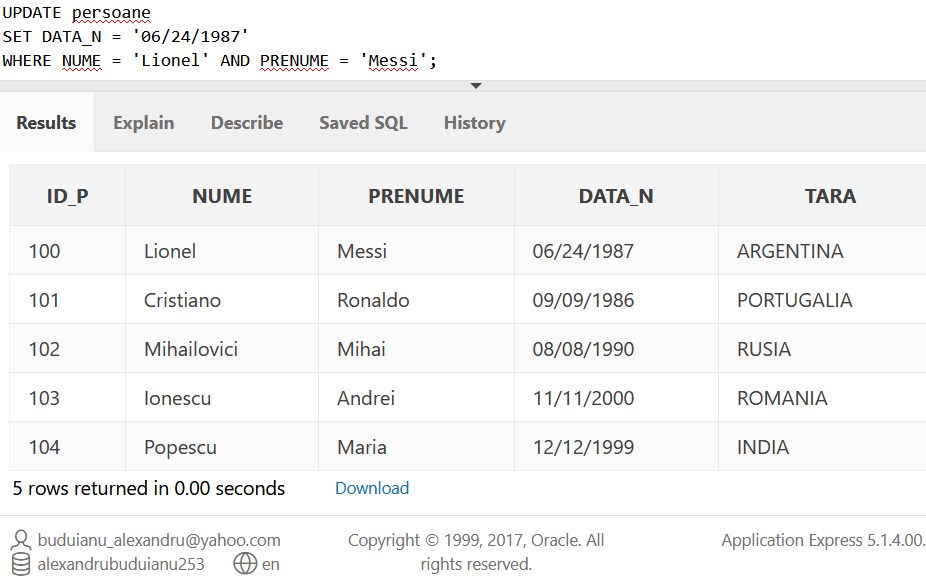 UPDATE persoane
SET DATA_N = '06/24/1987'
WHERE NUME = 'Lionel' AND PRENUME = 'Messi';
Results Explain Describe Saved SQL History
ID_P NUME PRENUME DATA_N TARA
100 Lionel Messi 06/24/1987 ARGENTINA
101 Cristiano Ronaldo 09/09/1986 PORTUGALIA
102 Mihailovici Mihai 08/08/1990 RUSIA
103 Ionescu Andrei 11/11/2000 ROMANIA
104 Popescu Maria 12/12/1999 INDIA
5 rows returned in 0.00 seconds Download
buduianu_alexandru@yahoo.com Copyright © 1999, 2017, Oracle. All Application Express 5.1.4.00.
alexandrubuduianu253 en rights reserved.